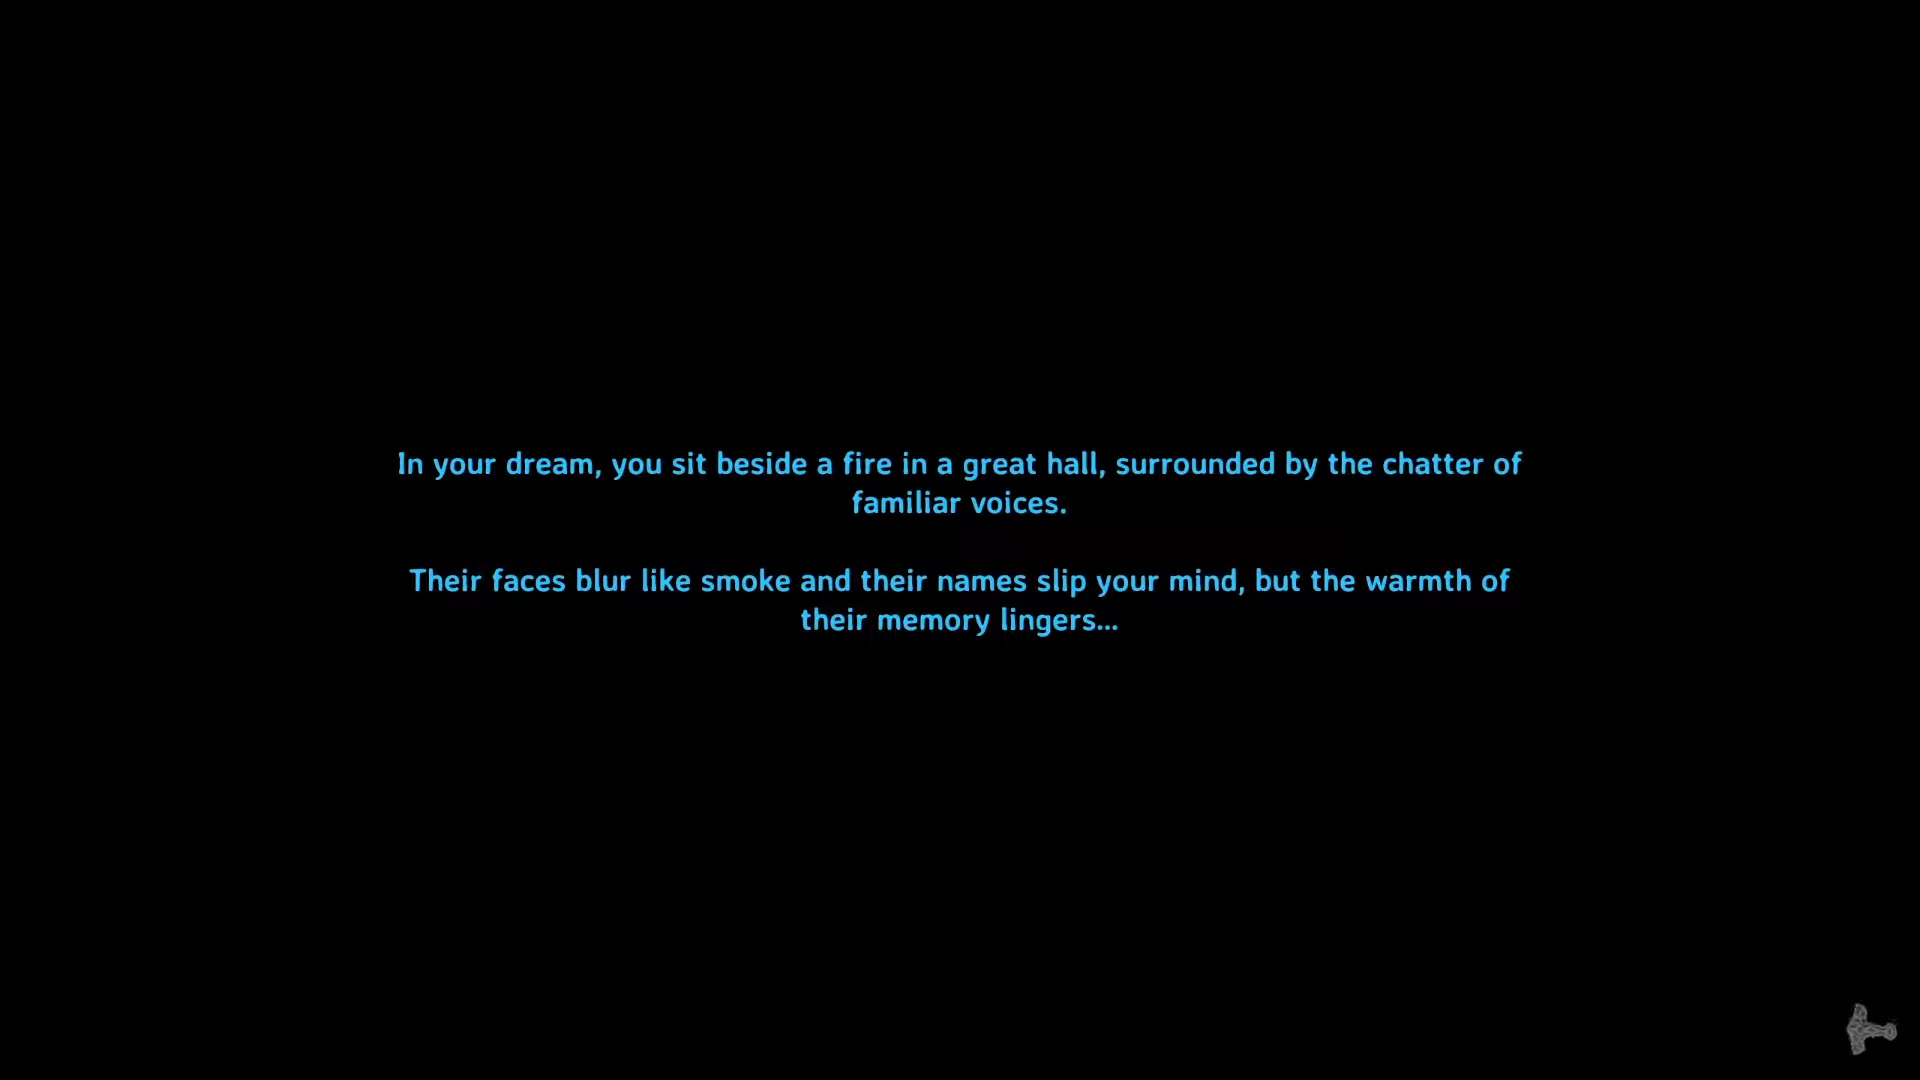 In your dream, you sit beside a fire in a great hall, surrounded by the chatter of
familiar voices.
Their faces blur like smoke and their names slip your mind, but the warmth of
their memory lingers...